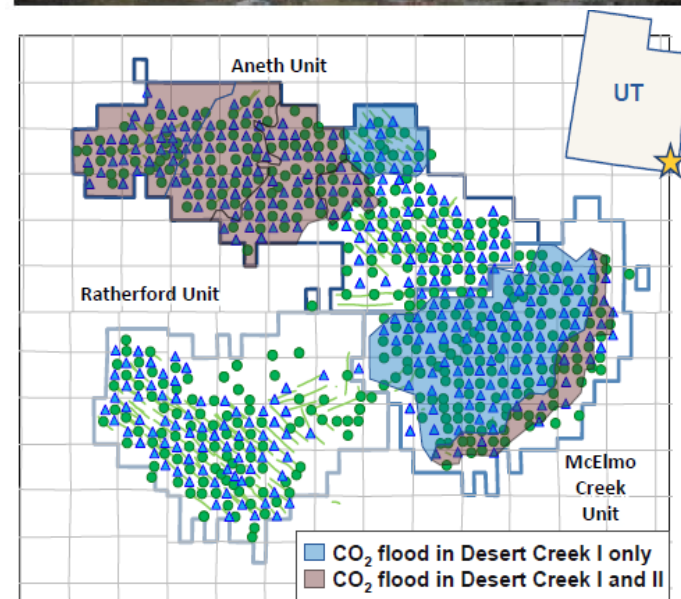 Aneth Unit
UT
Ratherford Unit
McElmo
Creek
Unit
CO₂ flood in Desert Creek I only
CO₂ flood in Desert Creek I and II